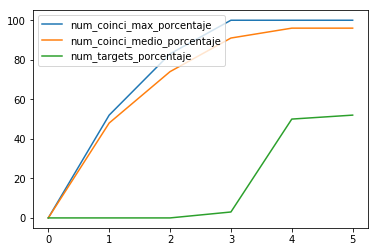 100
80
60
40
20
0
num_coinci_max_porcentaje
num_coinci_medio_porcentaje
num_targets_porcentaje
0 1 2 3 4 5